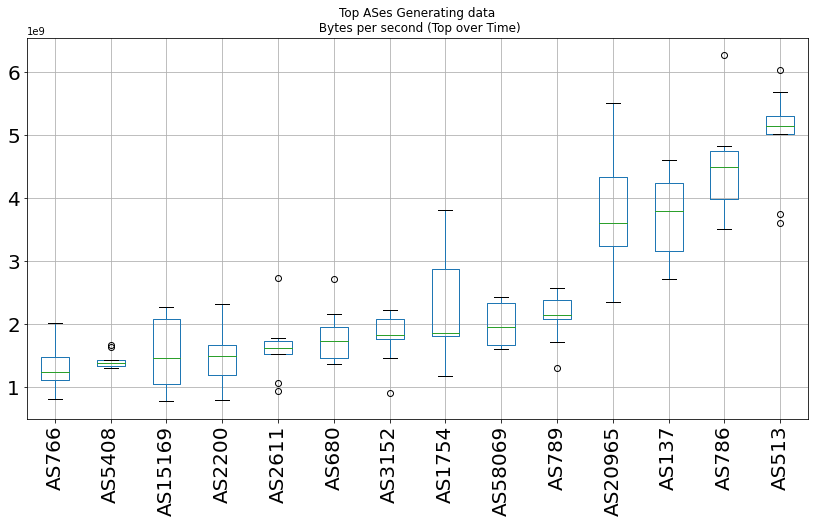 Top ASes Generating data
Bytes per second (Top over Time)
1e9
6
5
4
3
2
1
AS766
AS5408
AS15169
AS2200
AS2611
AS680
AS3152
AS1754
AS58069
AS789
AS20965
AS137
AS786
AS513